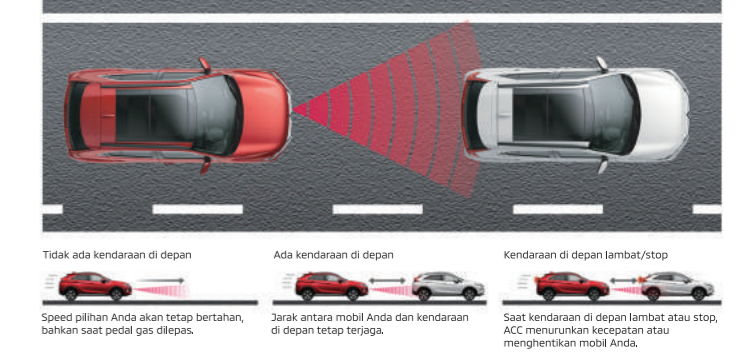 Tidak ada kendaraan di depan
Speed pilihan Anda akan tetap bertahan,
bahkan saat pedal gas dilepas.
Ada kendaraan di depan
Jarak antara mobil Anda dan kendaraan
di depan tetap terjaga.
Kendaraan di depan lambat/stop
Saat kendaraan di depan lambat atau stop,
ACC menurunkan kecepatan atau
menghentikan mobil Anda.